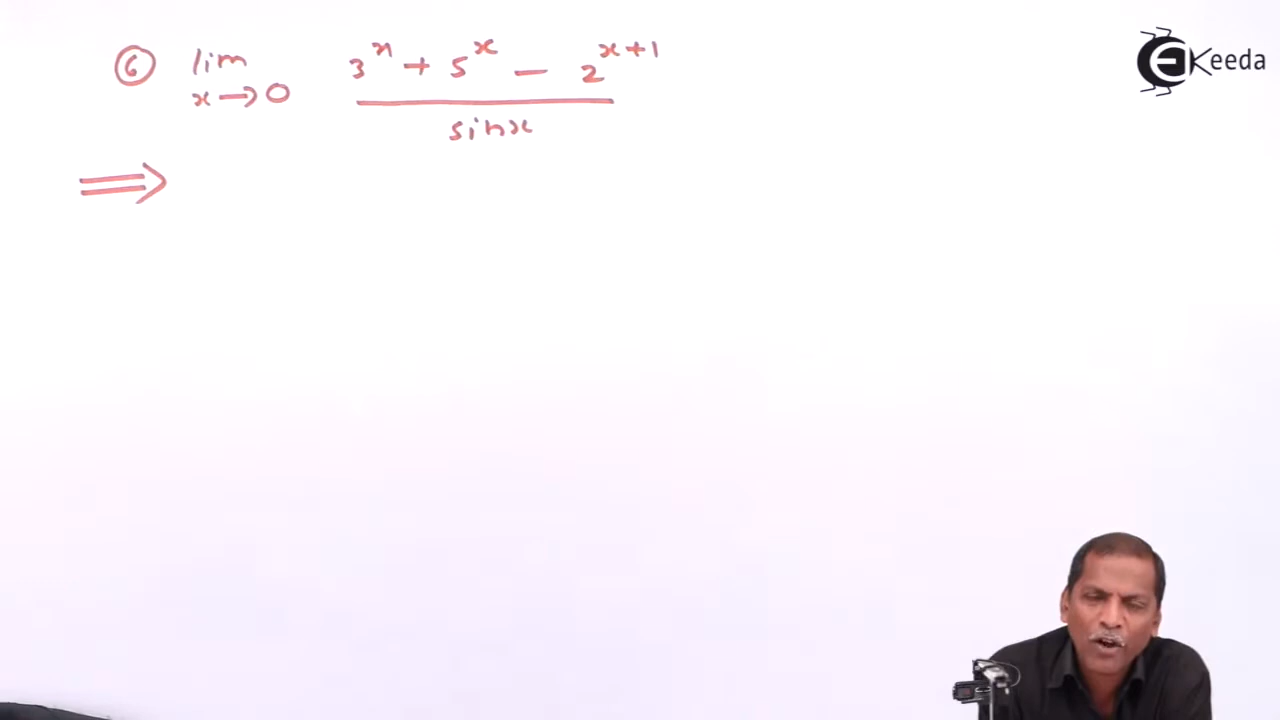 ⑥ lim 3^x + 5^x - 2^(x+1)
x→0 sinx
⇒
EKeeda